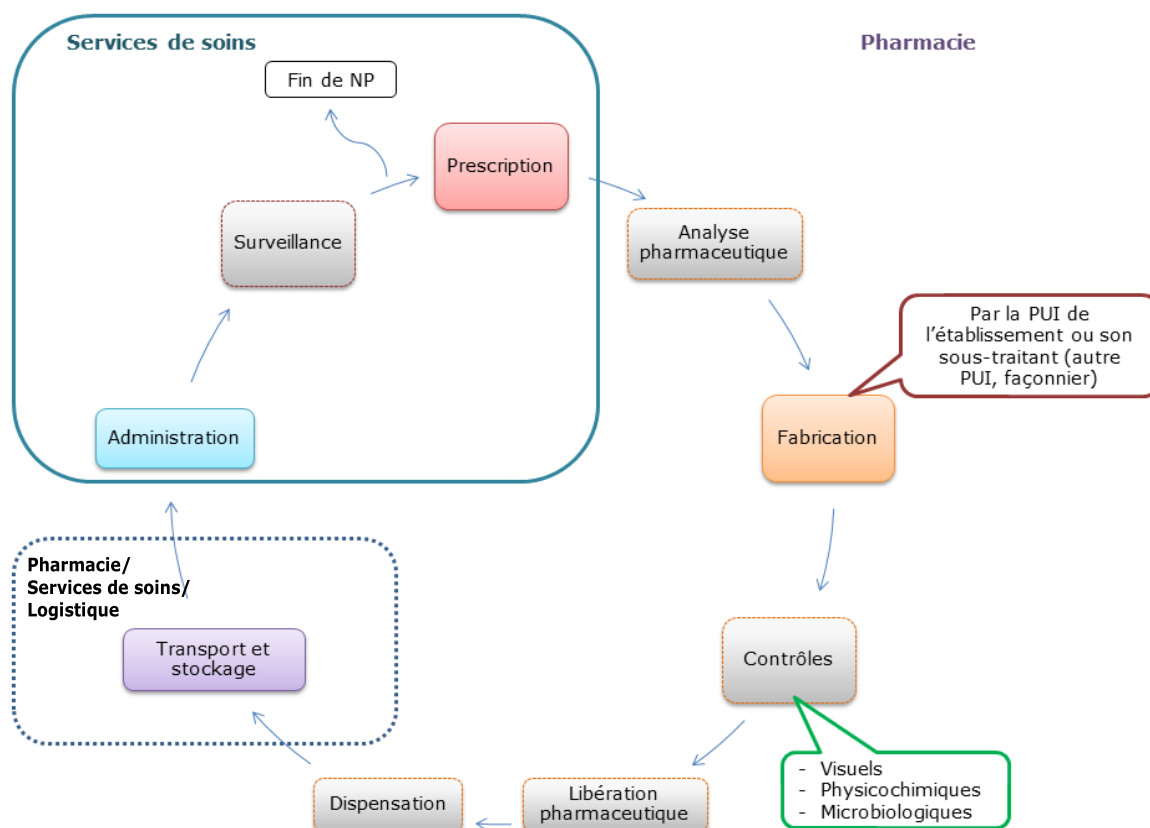 Services de soins
Pharmacie
Fin de NP
Prescription
Surveillance
Analyse
pharmaceutique
Par la PUI de
l’établissement ou son
sous-traitant (autre
PUI, façonnier)
Administration
Fabrication
Pharmacie/
Services de soins/
Logistique
Transport et
stockage
Contrôles
- Visuels
- Physicochimiques
- Microbiologiques
Libération
pharmaceutique
Dispensation